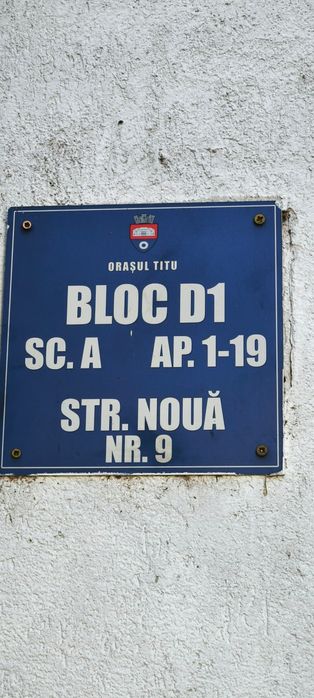 ORAȘUL TITU
BLOC D1
SC. A AP. 1-19
STR. NOUĂ
NR. 9